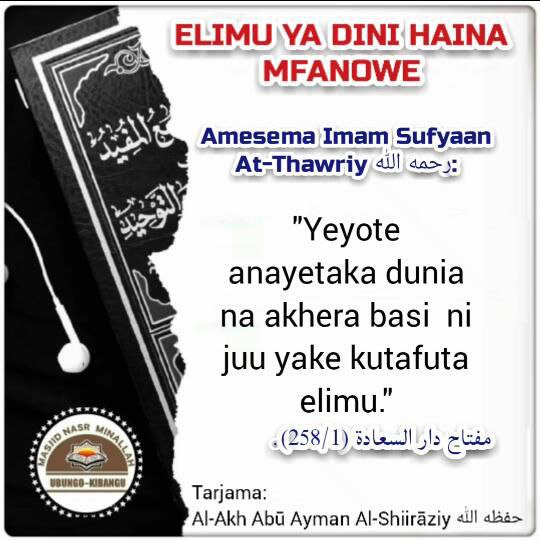 ELIMU YA DINI HAINA
MFANOWE
Amesema Imam Sufyaan
At-Thawriy رحمه الله:
"Yeyote
anayetaka dunia
na akhera basi ni
juu yake kutafuta
elimu."
مفتاح دار السعادة (258/1).
المفيد
التوحيد
MASJID NASR MINALLAH
UBUNGO-KIBANGU
Tarjama:
Al-Akh Abū Ayman Al-Shiirāziy حفظه الله